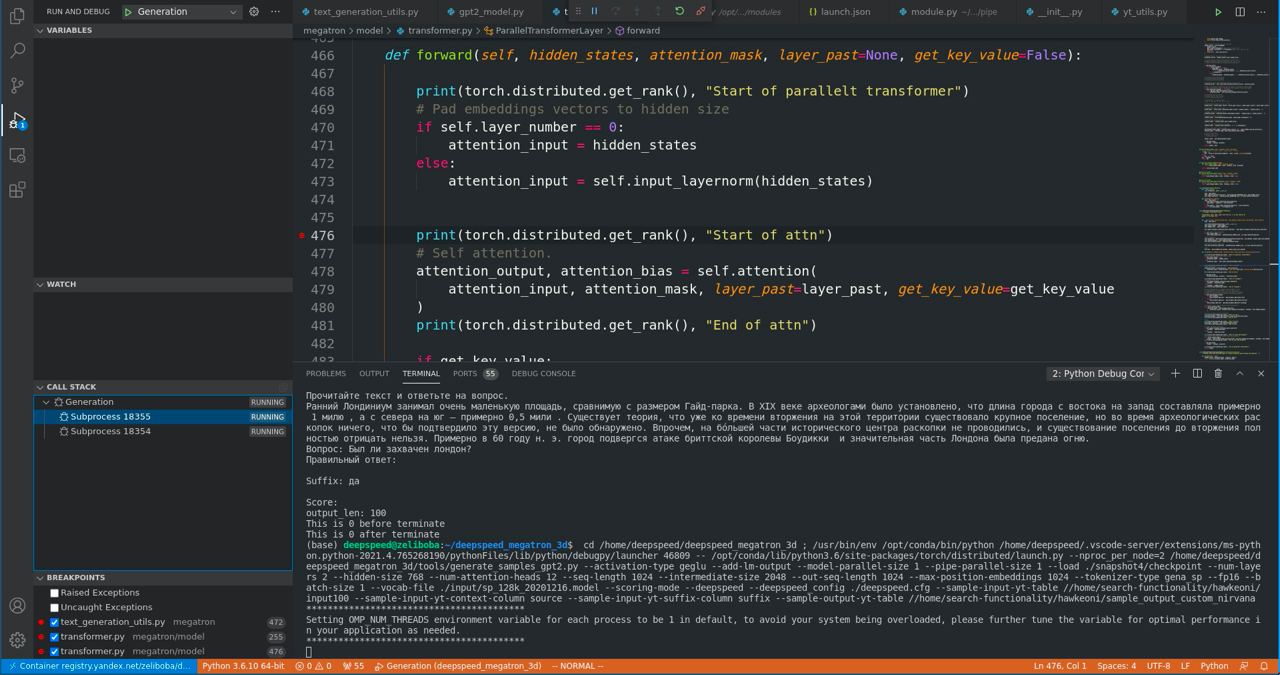 RUN AND DEBUG
Generation
text_generation_utils.py
gpt2_model.py
/opt/.../modules
launch.json
module.py ~/.../pipe
__init__.py
yt_utils.py
VARIABLES
megatron > model > transformer.py > ParallelTransformerLayer > forward
466 def forward(self, hidden_states, attention_mask, layer_past=None, get_key_value=False):
467
468 print(torch.distributed.get_rank(), "Start of parallelt transformer")
469 # Pad embeddings vectors to hidden size
470 if self.layer_number == 0:
471 attention_input = hidden_states
472 else:
473 attention_input = self.input_layernorm(hidden_states)
474
475
476 print(torch.distributed.get_rank(), "Start of attn")
477 # Self attention.
478 attention_output, attention_bias = self.attention(
479 attention_input, attention_mask, layer_past=layer_past, get_key_value=get_key_value
480 )
481 print(torch.distributed.get_rank(), "End of attn")
482
483 if get_key_value:
WATCH
CALL STACK
Generation RUNNING
Subprocess 18355 RUNNING
Subprocess 18354 RUNNING
BREAKPOINTS
Raised Exceptions
Uncaught Exceptions
text_generation_utils.py megatron 472
transformer.py megatron/model 255
transformer.py megatron/model 476
PROBLEMS OUTPUT TERMINAL PORTS 55 DEBUG CONSOLE
2: Python Debug Cor
Прочитайте текст и ответьте на вопрос.
Ранний Лондиниум занимал очень маленькую площадь, сравнимую с размером Гайд-парка. В XIX веке археологами было установлено, что длина города с востока на запад составляла примерно
1 милю , а с севера на юг — примерно 0,5 мили . Существует теория, что уже ко времени вторжения на этой территории существовало крупное поселение, но во время археологических рас
копок ничего, что бы подтвердило эту версию, не было обнаружено. Впрочем, на бо́льшей части исторического центра раскопки не проводились, и существование поселения до вторжения пол
ностью отрицать нельзя. Примерно в 60 году н. э. город подвергся атаке бриттской королевы Боудикки  и значительная часть Лондона была предана огню.
Вопрос: Был ли захвачен лондон?
Правильный ответ:
Suffix: да
Score:
output_len: 100
This is 0 before terminate
This is 0 after terminate
(base) deepspeed@zeliboba:~/deepspeed_megatron_3d$  cd /home/deepspeed/deepspeed_megatron_3d ; /usr/bin/env /opt/conda/bin/python /home/deepspeed/.vscode-server/extensions/ms-pyth
on.python-2021.4.765268190/pythonFiles/lib/python/debugpy/launcher 46809 -- /opt/conda/lib/python3.6/site-packages/torch/distributed/launch.py --nproc_per_node=2 /home/deepspeed/d
eepspeed_megatron_3d/tools/generate_samples_gpt2.py --activation-type geglu --add-lm-output --model-parallel-size 1 --pipe-parallel-size 1 --load ./snapshot4/checkpoint --num-laye
rs 2 --hidden-size 768 --num-attention-heads 12 --seq-length 1024 --intermediate-size 2048 --out-seq-length 1024 --max-position-embeddings 1024 --tokenizer-type gena_sp --fp16 --b
atch-size 1 --vocab-file ./input/sp_128k_20201216.model --scoring-mode --deepspeed --deepspeed_config ./deepseed.cfg --sample-input-yt-table //home/search-functionality/hawkeoni/
input100 --sample-input-yt-context-column source --sample-input-yt-suffix-column suffix --sample-output-yt-table //home/search-functionality/hawkeoni/sample_output_custom_nirvana
*****************************************
Setting OMP_NUM_THREADS environment variable for each process to be 1 in default, to avoid your system being overloaded, please further tune the variable for optimal performance i
n your application as needed.
*****************************************
Container registry.yandex.net/zeliboba/d... Python 3.6.10 64-bit 0 0 55 Generation (deepspeed_megatron_3d) -- NORMAL -- Ln 476, Col 1 Spaces: 4 UTF-8 LF Python